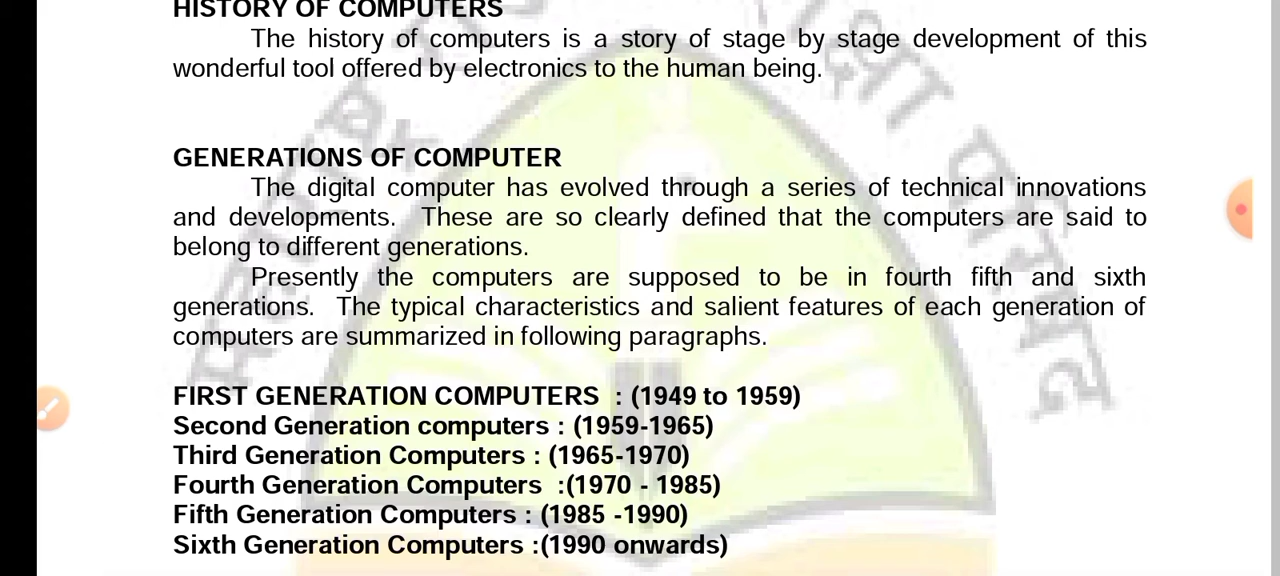 HISTORY OF COMPUTERS
The history of computers is a story of stage by stage development of this
wonderful tool offered by electronics to the human being.
GENERATIONS OF COMPUTER
The digital computer has evolved through a series of technical innovations
and developments. These are so clearly defined that the computers are said to
belong to different generations.
Presently the computers are supposed to be in fourth fifth and sixth
generations. The typical characteristics and salient features of each generation of
computers are summarized in following paragraphs.
FIRST GENERATION COMPUTERS : (1949 to 1959)
Second Generation computers : (1959-1965)
Third Generation Computers : (1965-1970)
Fourth Generation Computers :(1970 - 1985)
Fifth Generation Computers : (1985 -1990)
Sixth Generation Computers :(1990 onwards)